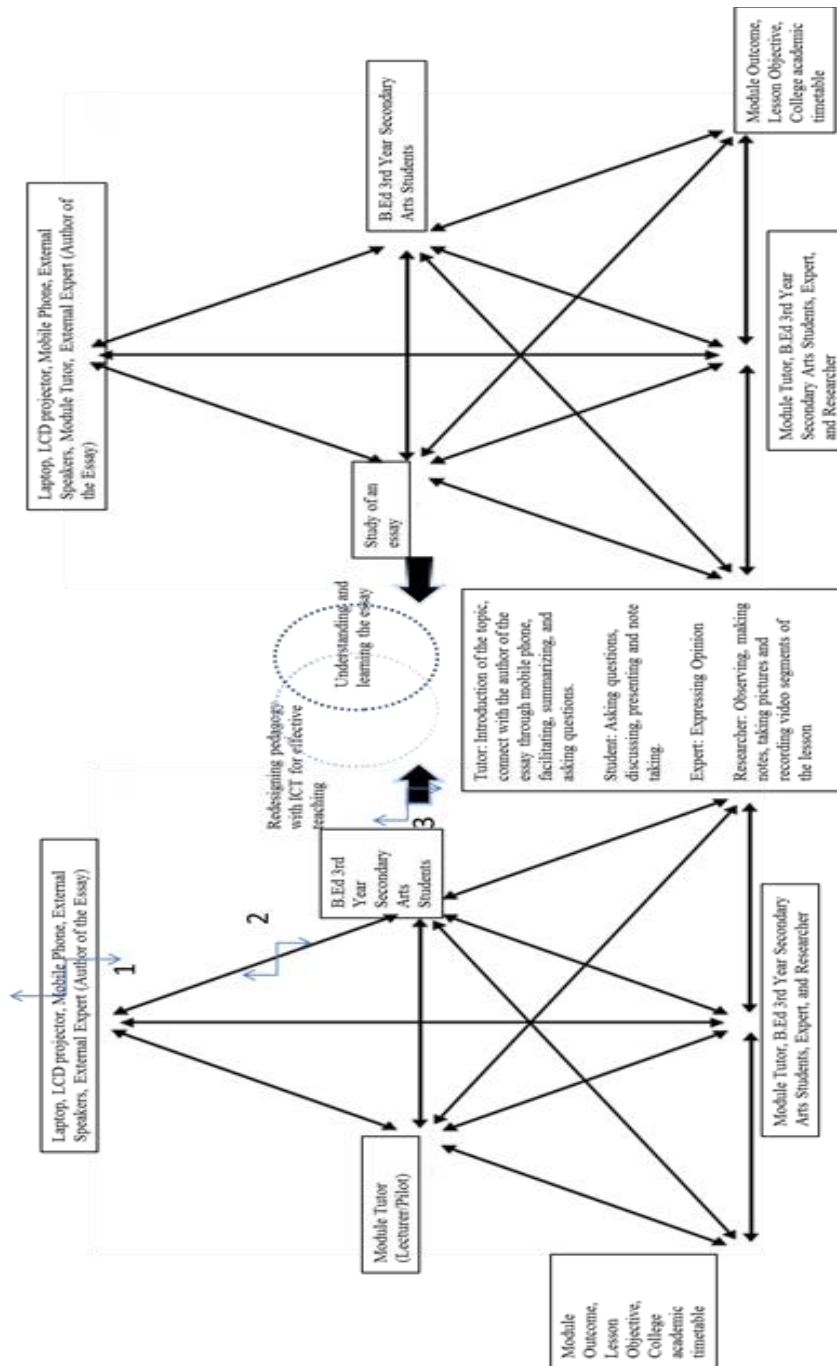 Laptop, LCD projector, Mobile Phone, External
Speakers, External Expert (Author of the Essay)
1
2
Module Tutor
(Lecturer/Pilot)
B.Ed 3rd
Year
Secondary
Arts
Students
3
Module
Outcome,
Lesson
Objective,
College
academic
timetable
Module Tutor, B.Ed 3rd Year Secondary
Arts Students, Expert, and Researcher
Redesigning pedagogy
with ICT for effective
teaching
Understanding and
learning the essay
Tutor: Introduction of the topic,
connect with the author of the
essay through mobile phone,
facilitating, summarizing, and
asking questions.
Student: Asking questions,
discussing, presenting and note
taking.
Expert: Expressing Opinion
Researcher: Observing, making
notes, taking pictures and
recording video segments of
the lesson
Laptop, LCD projector, Mobile Phone, External
Speakers, Module Tutor, External Expert (Author of
the Essay)
Study of an
essay
B.Ed 3rd Year Secondary
Arts Students
Module Tutor, B.Ed 3rd Year
Secondary Arts Students, Expert,
and Researcher
Module Outcome,
Lesson Objective,
College academic
timetable